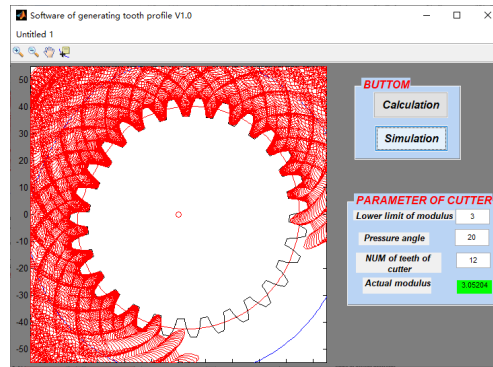 Software of generating tooth profile V1.0
Untitled 1
50
40
30
20
10
0
-10
-20
-30
-40
-50
BUTTOM
Calculation
Simulation
PARAMETER OF CUTTER
Lower limit of modulus 3
Pressure angle 20
NUM of teeth of
cutter 12
Actual modulus 3.05204